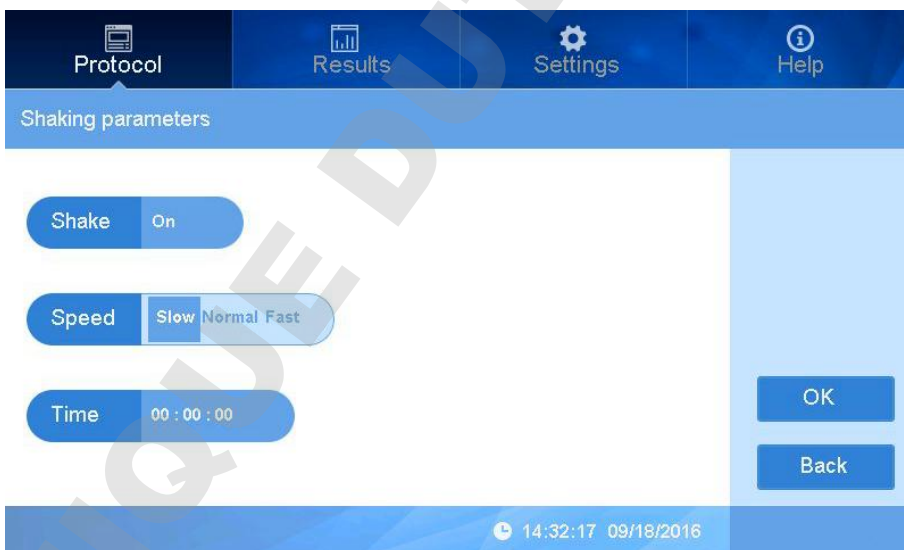 Protocol Results Settings Help
Shaking parameters
Shake On
Speed Slow Normal Fast
Time 00 : 00 : 00
OK
Back
14:32:17 09/18/2016